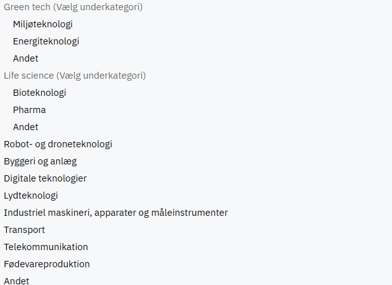 Green tech (Vælg underkategori)
Miljøteknologi
Energiteknologi
Andet
Life science (Vælg underkategori)
Bioteknologi
Pharma
Andet
Robot- og droneteknologi
Byggeri og anlæg
Digitale teknologier
Lydteknologi
Industriel maskineri, apparater og måleinstrumenter
Transport
Telekommunikation
Fødevareproduktion
Andet